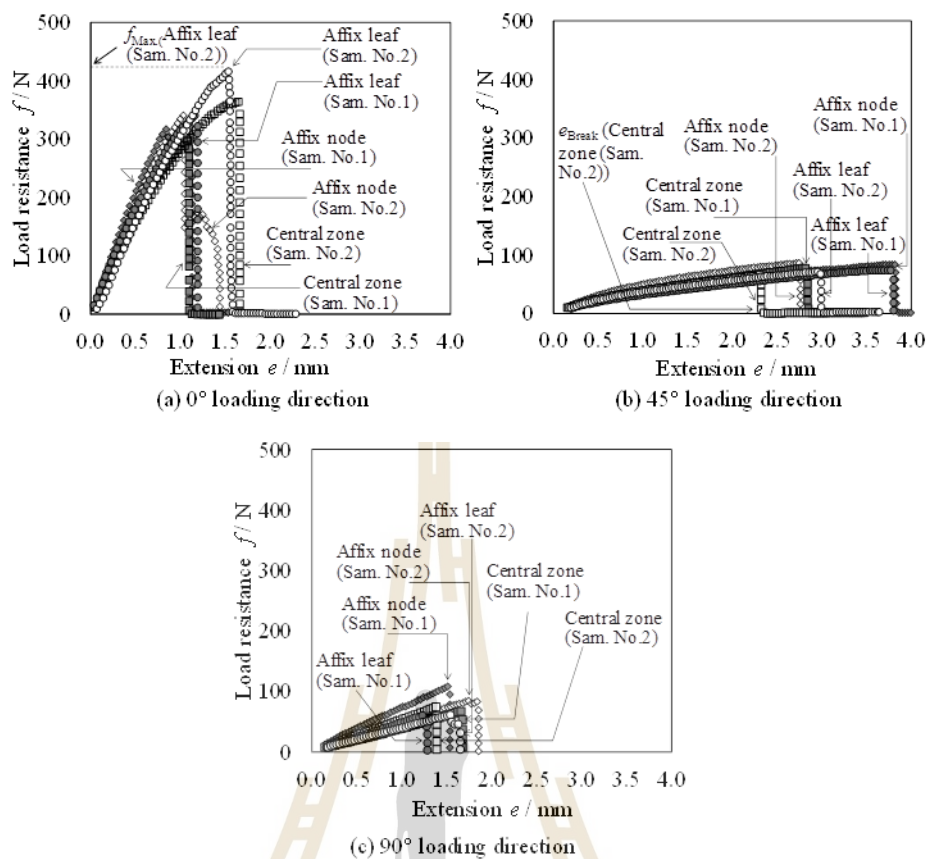 500
400
300
200
100
0
Load resistance f / N
fMax.(Affix leaf
(Sam. No.2))
Affix leaf
(Sam. No.2)
Affix leaf
(Sam. No.1)
Affix node
(Sam. No.1)
Affix node
(Sam. No.2)
Central zone
(Sam. No.2)
Central zone
(Sam. No.1)
0.0 0.5 1.0 1.5 2.0 2.5 3.0 3.5 4.0
Extension e / mm
(a) 0° loading direction
500
400
300
200
100
0
Load resistance f / N
eBreak (Central
zone (Sam.
No.2))
Affix node
(Sam. No.1)
Affix node
(Sam. No.2)
Affix leaf
(Sam. No.2)
Central zone
(Sam. No.1)
Affix leaf
(Sam. No.1)
Central zone
(Sam. No.2)
0.0 0.5 1.0 1.5 2.0 2.5 3.0 3.5 4.0
Extension e / mm
(b) 45° loading direction
500
400
300
200
100
0
Load resistance f / N
Affix leaf
(Sam. No.2)
Affix node
(Sam. No.2)
Central zone
(Sam. No.1)
Affix node
(Sam. No.1)
Central zone
(Sam. No.2)
Affix leaf
(Sam. No.1)
0.0 0.5 1.0 1.5 2.0 2.5 3.0 3.5 4.0
Extension e / mm
(c) 90° loading direction